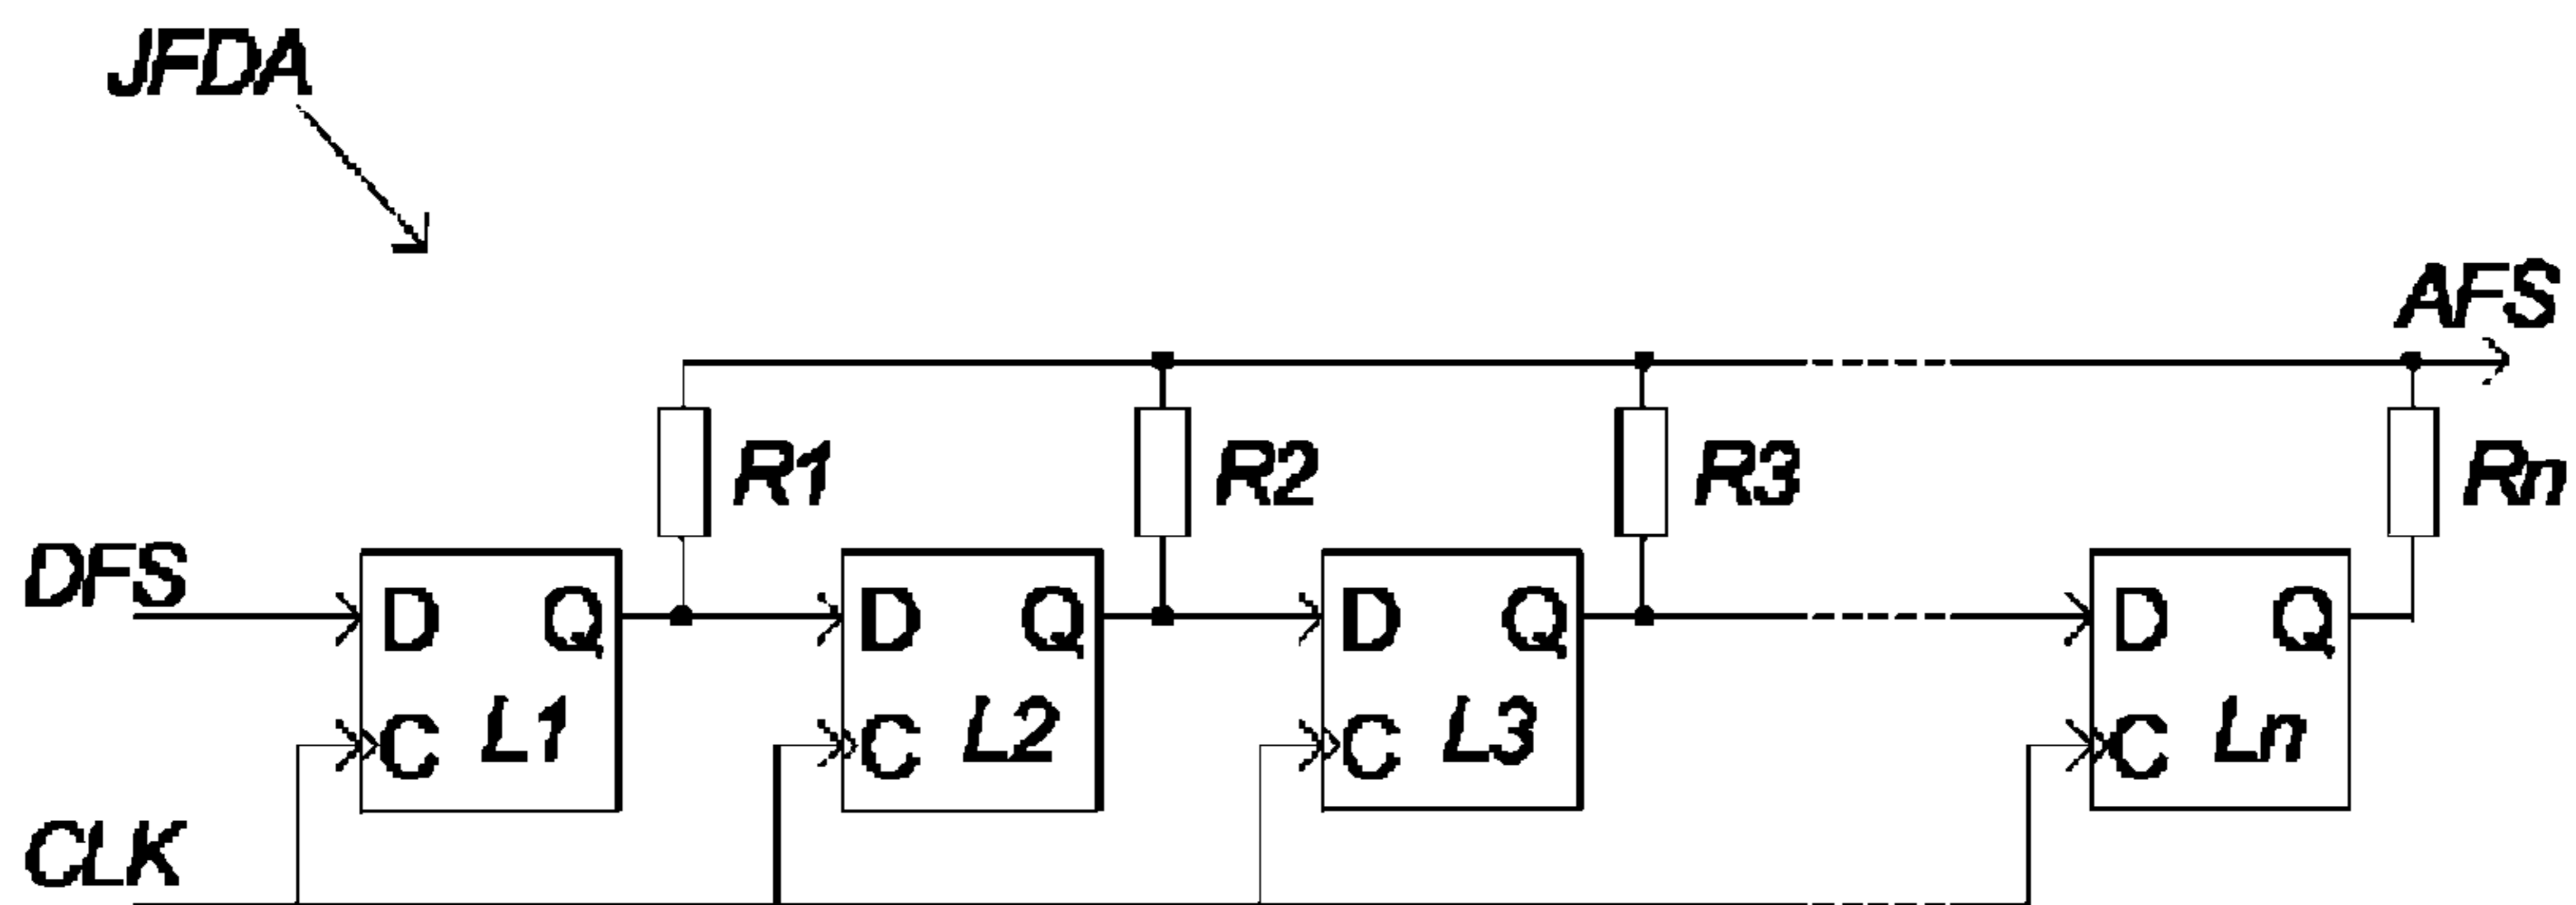 JFDA
AFS
R1 R2 R3 Rn
DFS
D Q D Q D Q D Q
C L1 C L2 C L3 C Ln
CLK